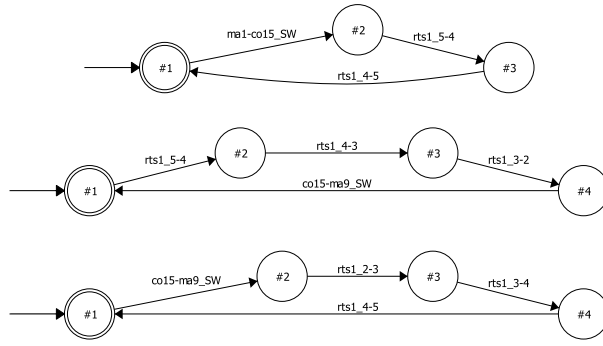 ma1-co15_SW
#2
rts1_5-4
#1
#3
rts1_4-5
rts1_5-4
#2
rts1_4-3
#3
rts1_3-2
#1
co15-ma9_SW
#4
co15-ma9_SW
#2
rts1_2-3
#3
rts1_3-4
#1
rts1_4-5
#4